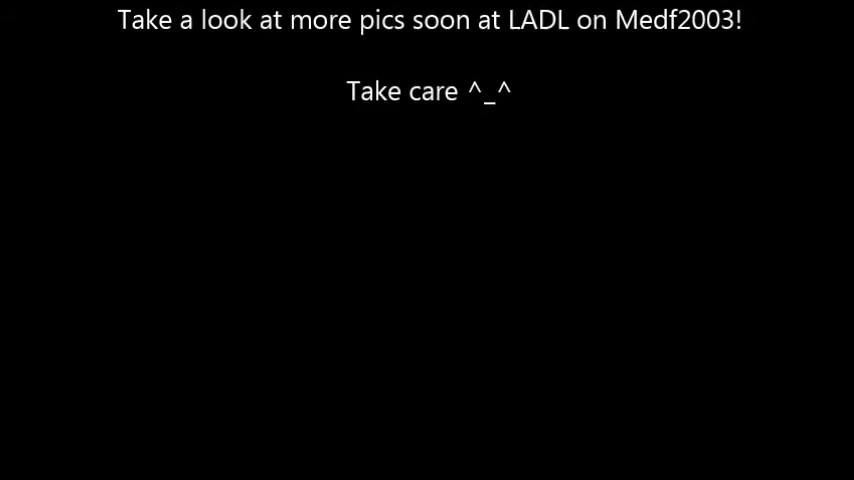 Take a look at more pics soon at LADL on Medf2003!
Take care ^_^